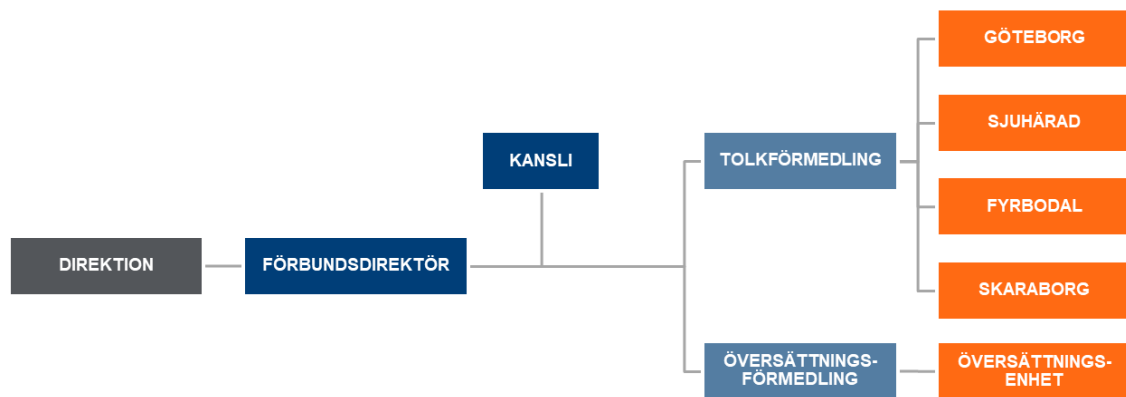 DIREKTION
FÖRBUNDSDIREKTÖR
KANSLI
TOLKFÖRMEDLING
GÖTEBORG
SJUHÄRAD
FYRBODAL
SKARABORG
ÖVERSÄTTNINGS-
FÖRMEDLING
ÖVERSÄTTNINGS-
ENHET